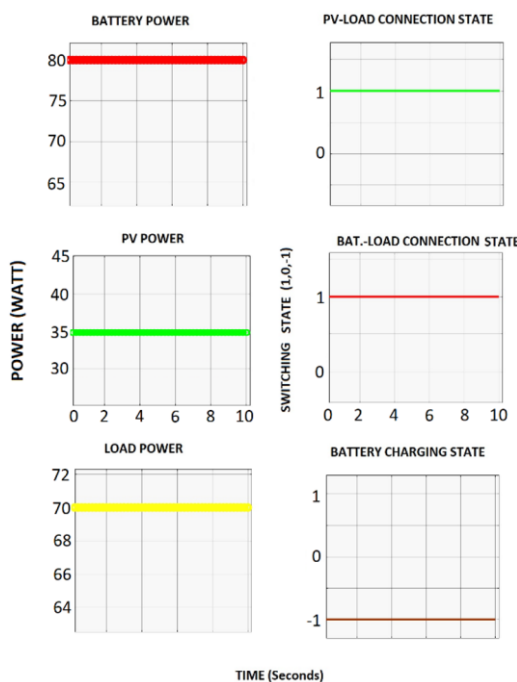 BATTERY POWER
80
75
70
65
PV-LOAD CONNECTION STATE
1
0
PV POWER
45
40
35
30
0 2 4 6 8 10
BAT.-LOAD CONNECTION STATE
1
0
0 2 4 6 8 10
LOAD POWER
72
70
68
66
64
BATTERY CHARGING STATE
1
0
-1
POWER (WATT)
SWITCHING STATE (1,0,-1)
TIME (Seconds)